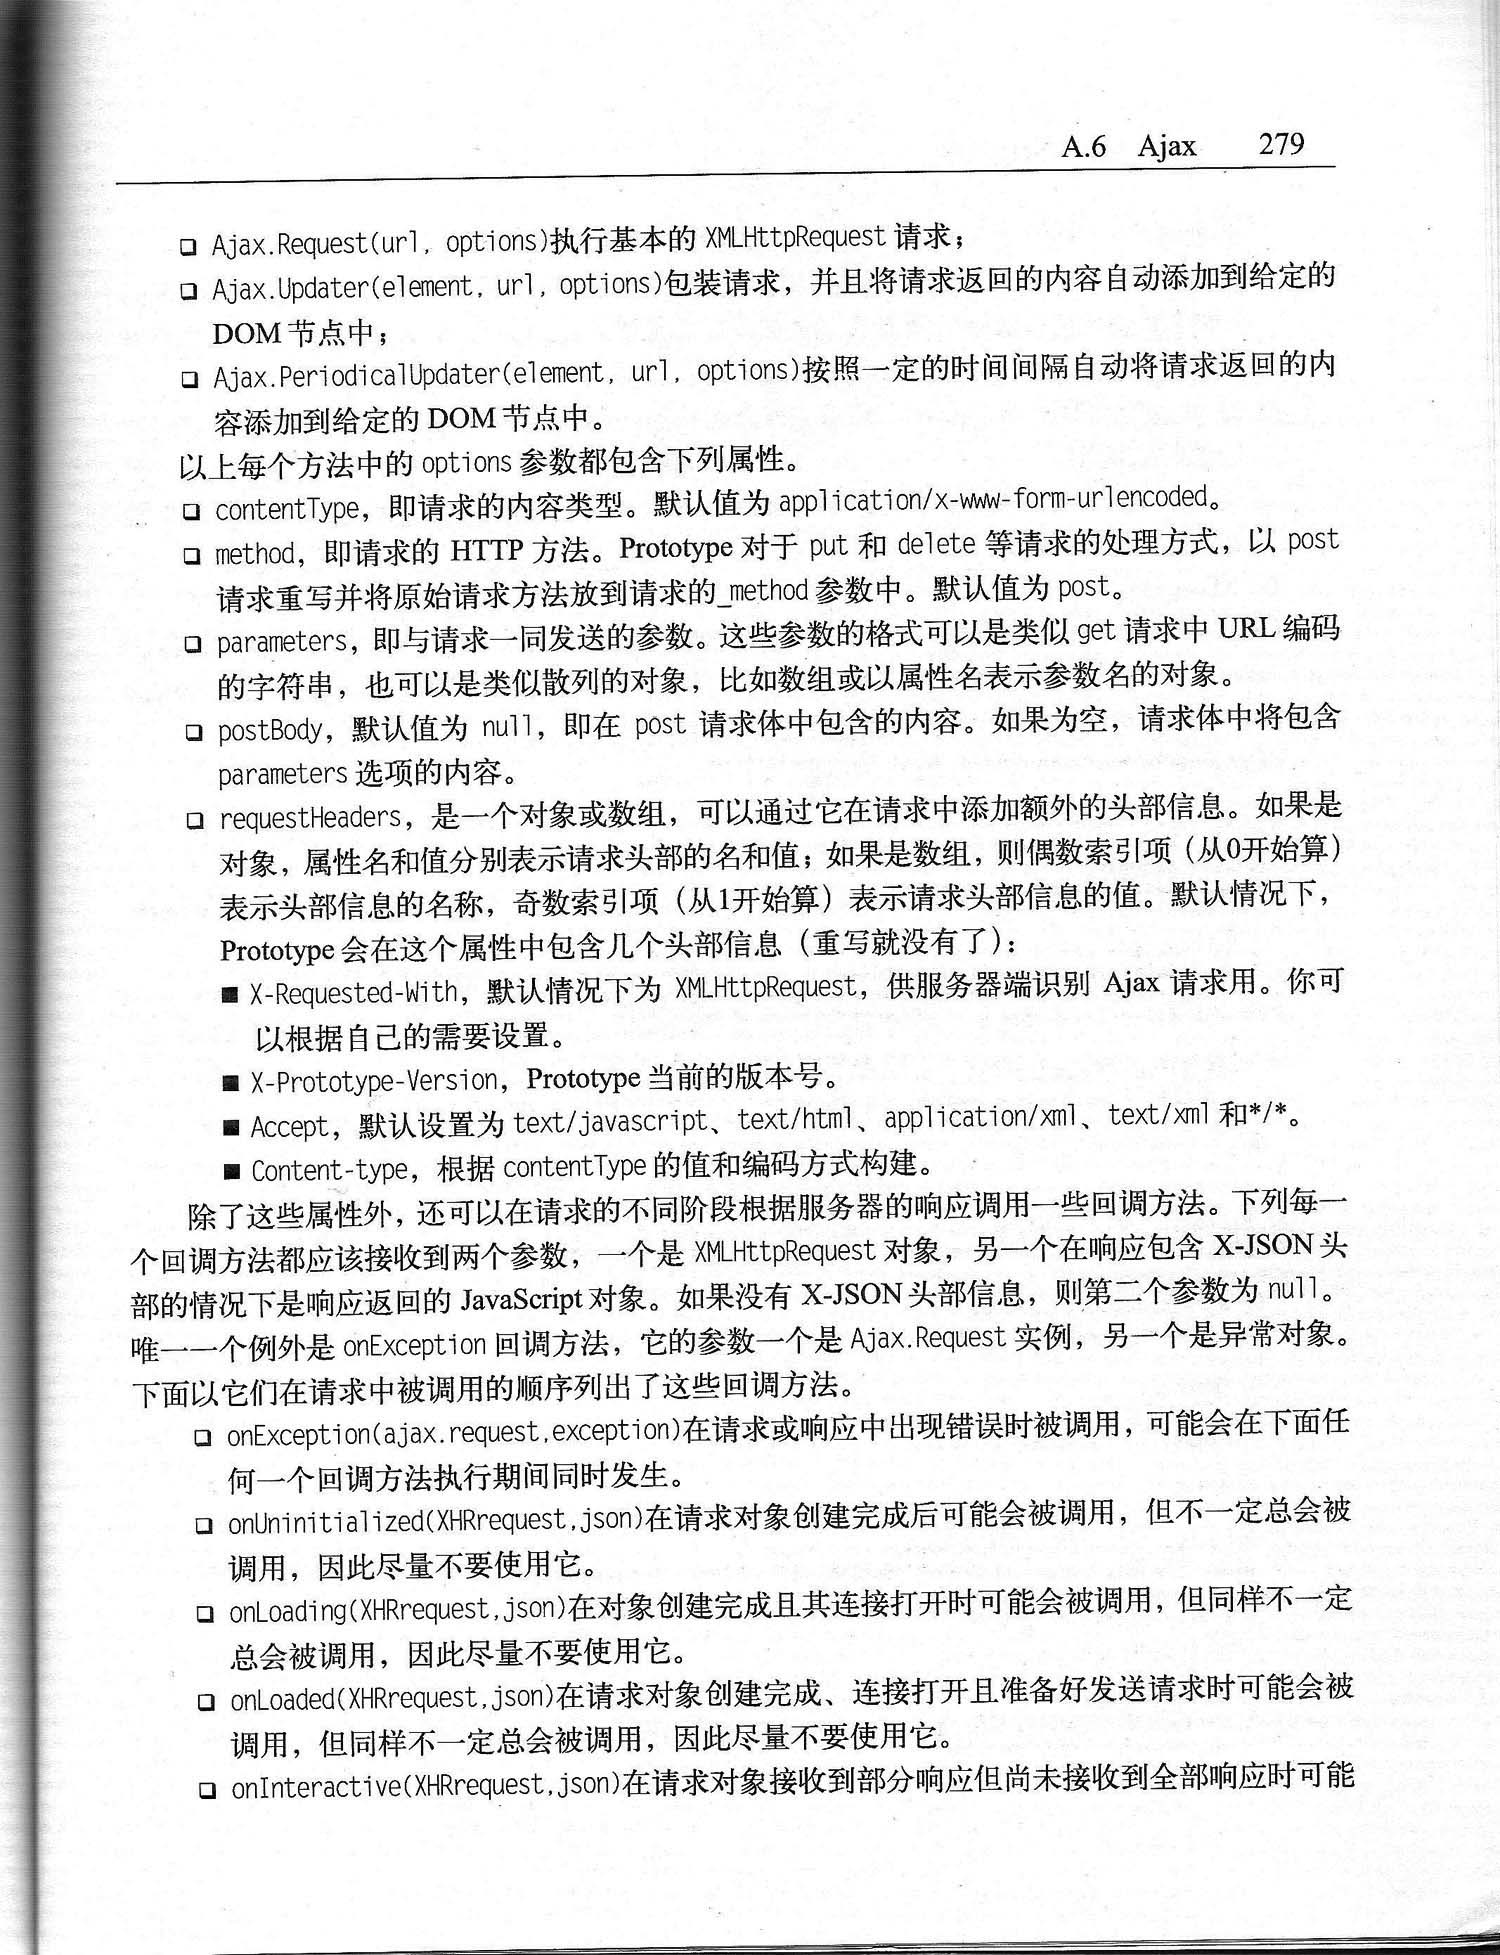 A.6 Ajax 279
❑ Ajax.Request(url, options)执行基本的 XMLHttpRequest 请求；
❑ Ajax.Updater(element, url, options)包装请求，并且将请求返回的内容自动添加到给定的
DOM 节点中；
❑ Ajax.PeriodicalUpdater(element, url, options)按照一定的时间间隔自动将请求返回的内
容添加到给定的 DOM 节点中。
以上每个方法中的 options 参数都包含下列属性。
❑ contentType，即请求的内容类型。默认值为 application/x-www-form-urlencoded。
❑ method，即请求的 HTTP 方法。Prototype 对于 put 和 delete 等请求的处理方式，以 post
请求重写并将原始请求方法放到请求的_method 参数中。默认值为 post。
❑ parameters，即与请求一同发送的参数。这些参数的格式可以是类似 get 请求中 URL 编码
的字符串，也可以是类似散列的对象，比如数组或以属性名表示参数名的对象。
❑ postBody，默认值为 null，即在 post 请求体中包含的内容。如果为空，请求体中将包含
parameters 选项的内容。
❑ requestHeaders，是一个对象或数组，可以通过它在请求中添加额外的头部信息。如果是
对象，属性名和值分别表示请求头部的名和值；如果是数组，则偶数索引项（从0开始算）
表示头部信息的名称，奇数索引项（从1开始算）表示请求头部信息的值。默认情况下，
Prototype 会在这个属性中包含几个头部信息（重写就没有了）：
■ X-Requested-With，默认情况下为 XMLHttpRequest，供服务器端识别 Ajax 请求用。你可
以根据自己的需要设置。
■ X-Prototype-Version，Prototype 当前的版本号。
■ Accept，默认设置为 text/javascript、text/html、application/xml、text/xml 和*/*。
■ Content-type，根据 contentType 的值和编码方式构建。
除了这些属性外，还可以在请求的不同阶段根据服务器的响应调用一些回调方法。下列每一
个回调方法都应该接收到两个参数，一个是 XMLHttpRequest 对象，另一个在响应包含 X-JSON 头
部的情况下是响应返回的 JavaScript 对象。如果没有 X-JSON 头部信息，则第二个参数为 null。
唯一一个例外是 onException 回调方法，它的参数一个是 Ajax.Request 实例，另一个是异常对象。
下面以它们在请求中被调用的顺序列出了这些回调方法。
❑ onException(ajax.request,exception)在请求或响应中出现错误时被调用，可能会在下面任
何一个回调方法执行期间同时发生。
❑ onUninitialized(XHRrequest,json)在请求对象创建完成后可能会被调用，但不一定总会被
调用，因此尽量不要使用它。
❑ onLoading(XHRrequest,json)在对象创建完成且其连接打开时可能会被调用，但同样不一定
总会被调用，因此尽量不要使用它。
❑ onLoaded(XHRrequest,json)在请求对象创建完成、连接打开且准备好发送请求时可能会被
调用，但同样不一定总会被调用，因此尽量不要使用它。
❑ onInteractive(XHRrequest,json)在请求对象接收到部分响应但尚未接收到全部响应时可能